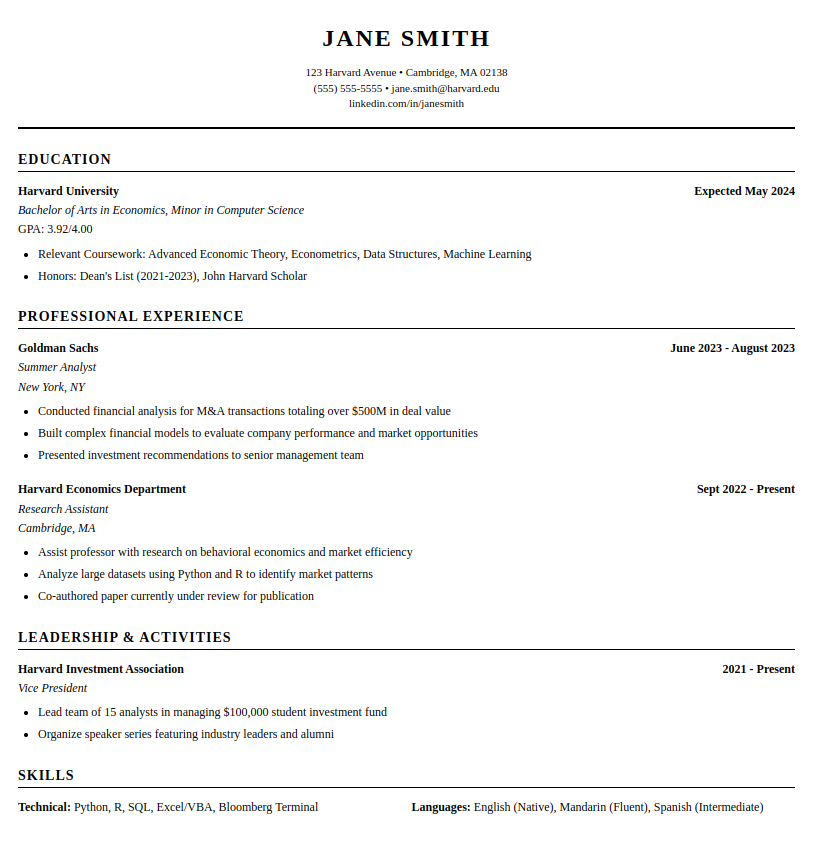 JANE SMITH
123 Harvard Avenue • Cambridge, MA 02138
(555) 555-5555 • jane.smith@harvard.edu
linkedin.com/in/janesmith
EDUCATION
Harvard University Expected May 2024
Bachelor of Arts in Economics, Minor in Computer Science
GPA: 3.92/4.00
• Relevant Coursework: Advanced Economic Theory, Econometrics, Data Structures, Machine Learning
• Honors: Dean's List (2021-2023), John Harvard Scholar
PROFESSIONAL EXPERIENCE
Goldman Sachs June 2023 - August 2023
Summer Analyst
New York, NY
• Conducted financial analysis for M&A transactions totaling over $500M in deal value
• Built complex financial models to evaluate company performance and market opportunities
• Presented investment recommendations to senior management team
Harvard Economics Department Sept 2022 - Present
Research Assistant
Cambridge, MA
• Assist professor with research on behavioral economics and market efficiency
• Analyze large datasets using Python and R to identify market patterns
• Co-authored paper currently under review for publication
LEADERSHIP & ACTIVITIES
Harvard Investment Association 2021 - Present
Vice President
• Lead team of 15 analysts in managing $100,000 student investment fund
• Organize speaker series featuring industry leaders and alumni
SKILLS
Technical: Python, R, SQL, Excel/VBA, Bloomberg Terminal Languages: English (Native), Mandarin (Fluent), Spanish (Intermediate)